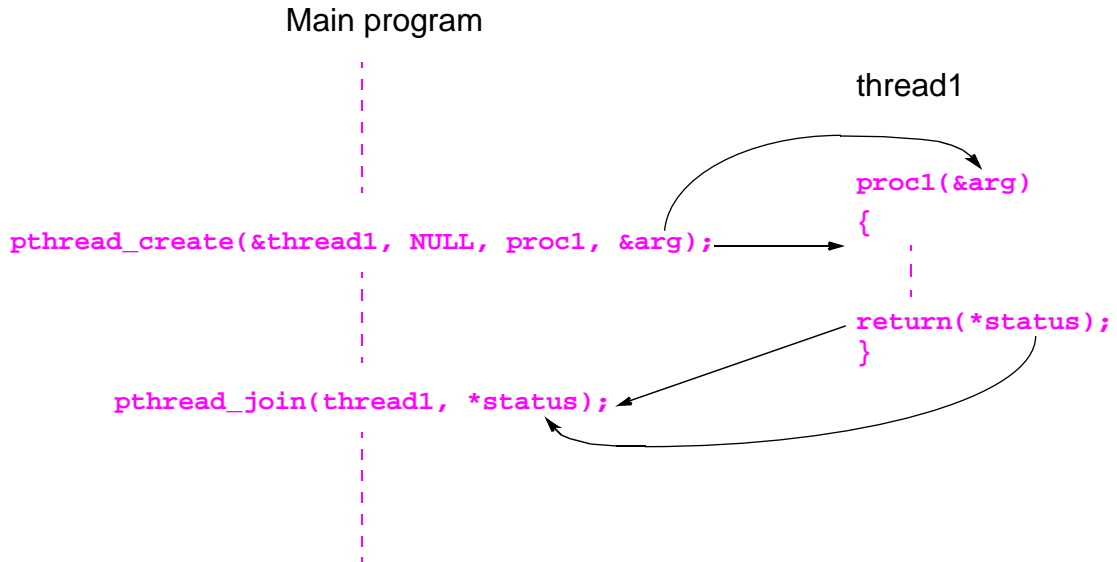 Main program
thread1
proc1(&arg)
{
pthread_create(&thread1, NULL, proc1, &arg);
return(*status);
}
pthread_join(thread1, *status);